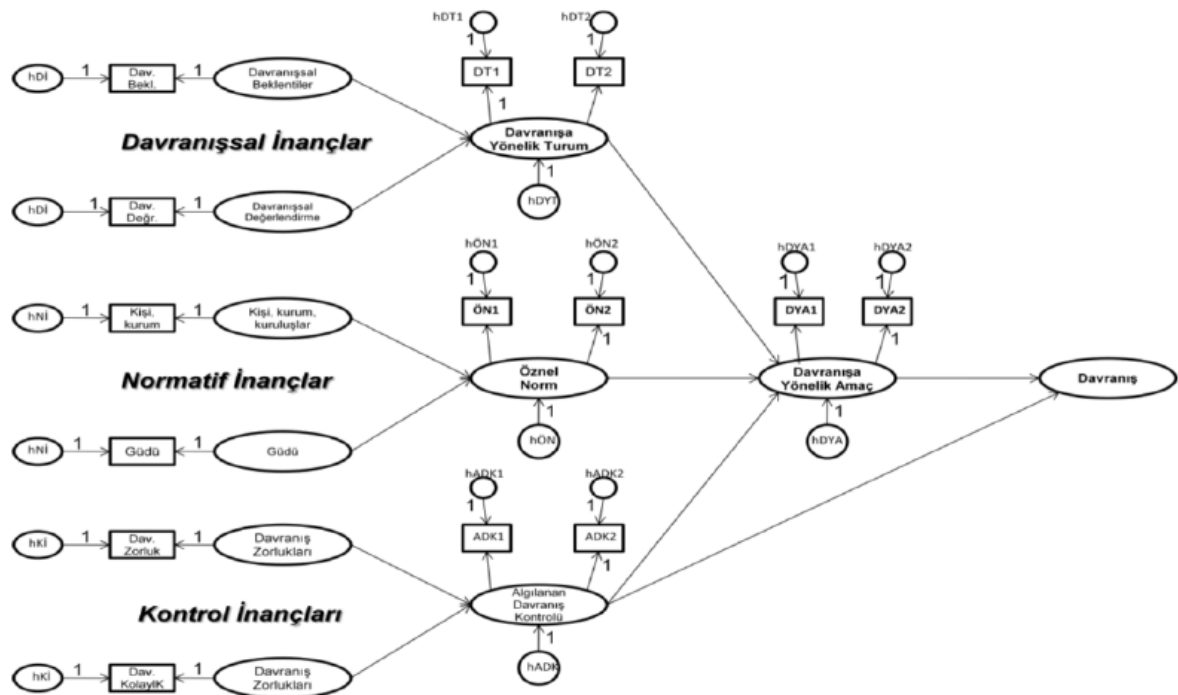 hDT1
hDT2
1
1
hDİ
1
Dav.
Bekl.
1
Davranışsal
Beklentiler
DT1
DT2
1
Davranışsal İnançlar
Davranışa
Yönelik Turum
1
hDYT
hDİ
1
Dav.
Değr.
1
Davranışsal
Değerlendirme
hÖN1
hÖN2
1
1
hDYA1
hDYA2
1
1
hNİ
1
Kişi,
kurum
1
Kişi, kurum,
kuruluşlar
ÖN1
ÖN2
1
DYA1
DYA2
1
Normatif İnançlar
Öznel
Norm
Davranışa
Yönelik Amaç
Davranış
1
hÖN
1
hDYA
hNİ
1
Güdü
1
Güdü
hADK1
hADK2
1
1
hKİ
1
Dav.
Zorluk
1
Davranış
Zorlukları
ADK1
ADK2
1
Kontrol İnançları
Algılanan
Davranış
Kontrolü
1
hADK
hKİ
1
Dav.
KolaylK
1
Davranış
Zorlukları